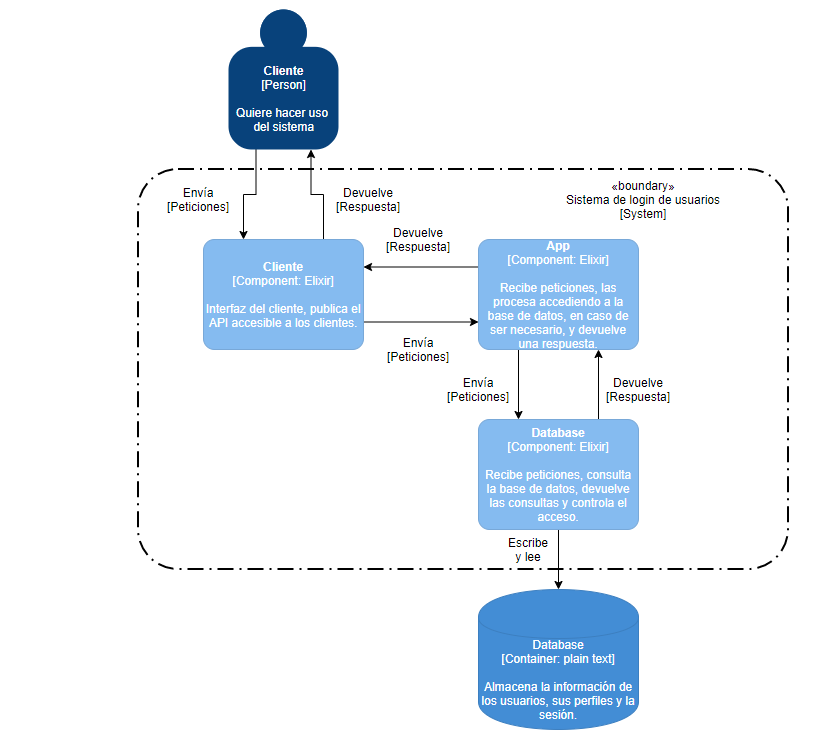 Cliente
[Person]
Quiere hacer uso
del sistema
«boundary»
Sistema de login de usuarios
[System]
Envía
[Peticiones]
Devuelve
[Respuesta]
Devuelve
[Respuesta]
Cliente
[Component: Elixir]
Interfaz del cliente, publica el
API accesible a los clientes.
App
[Component: Elixir]
Recibe peticiones, las
procesa accediendo a la
base de datos, en caso de
ser necesario, y devuelve
una respuesta.
Envía
[Peticiones]
Envía
[Peticiones]
Devuelve
[Respuesta]
Database
[Component: Elixir]
Recibe peticiones, consulta
la base de datos, devuelve
las consultas y controla el
acceso.
Escribe
y lee
Database
[Container: plain text]
Almacena la información de
los usuarios, sus perfiles y la
sesión.